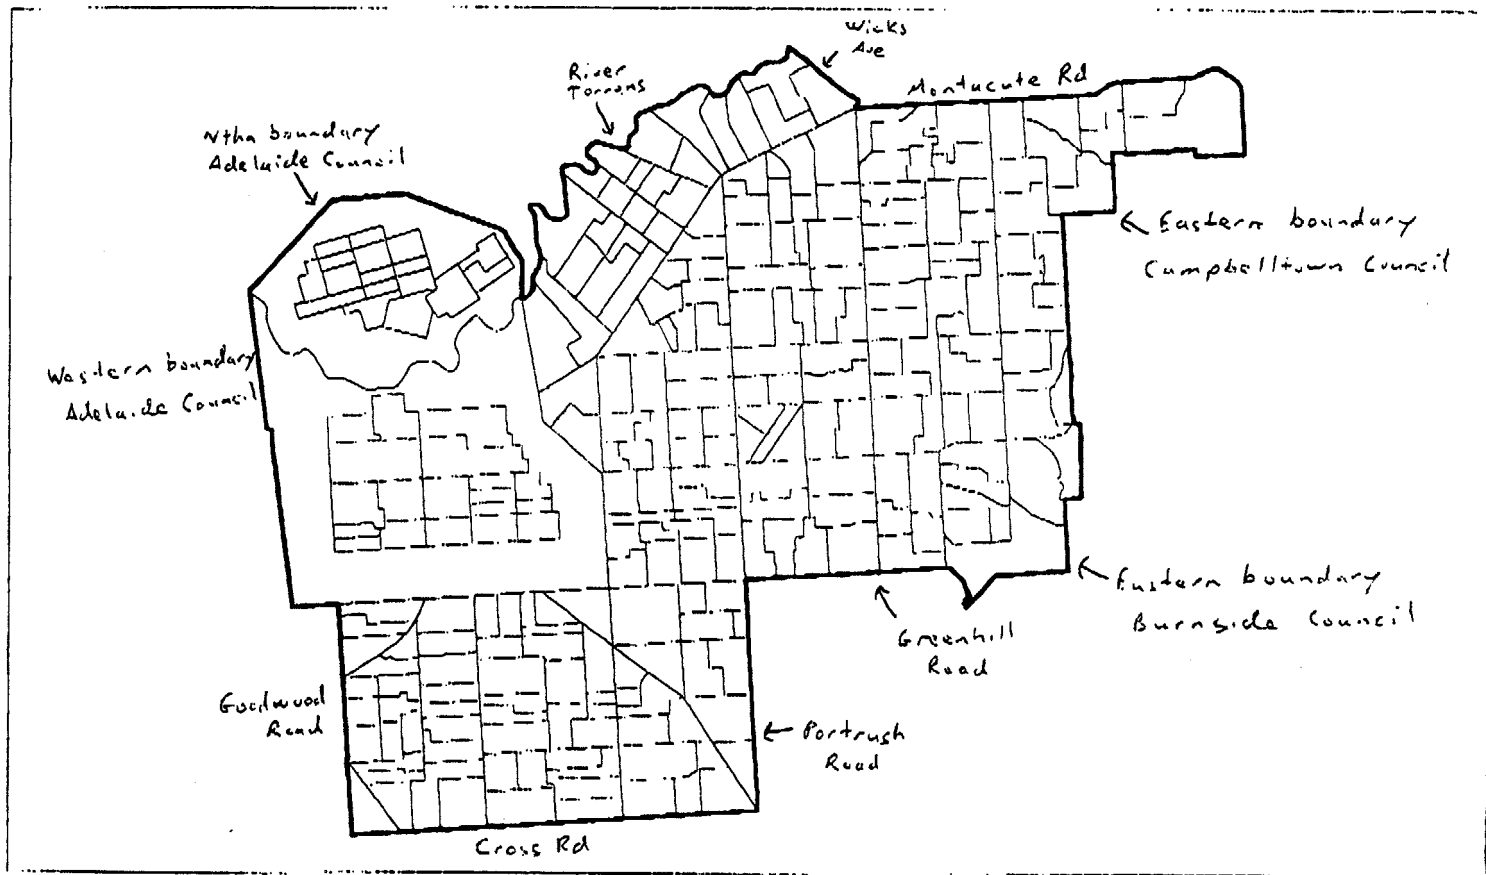 Wicks
Ave
River
Torrens
Montacute Rd
Nthn boundary
Adelaide Council
Eastern boundary
Campbelltown Council
Western boundary
Adelaide Council
Eastern boundary
Burnside Council
Greenhill
Road
Goodwood
Road
Portrush
Road
Cross Rd